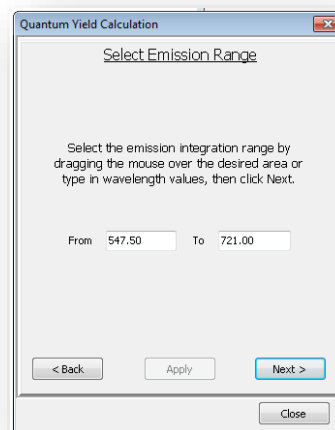 Quantum Yield Calculation
Select Emission Range
Select the emission integration range by
dragging the mouse over the desired area or
type in wavelength values, then click Next.
From 547.50 To 721.00
< Back Apply Next >
Close